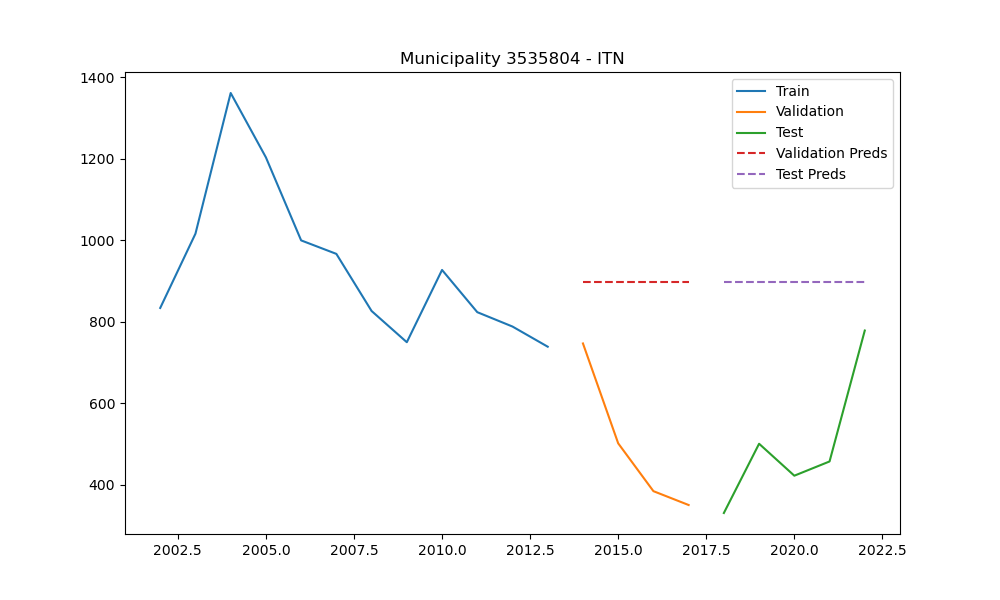 Municipality 3535804 - ITN
1400
1200
1000
800
600
400
2002.5 2005.0 2007.5 2010.0 2012.5 2015.0 2017.5 2020.0 2022.5
Train
Validation
Test
Validation Preds
Test Preds